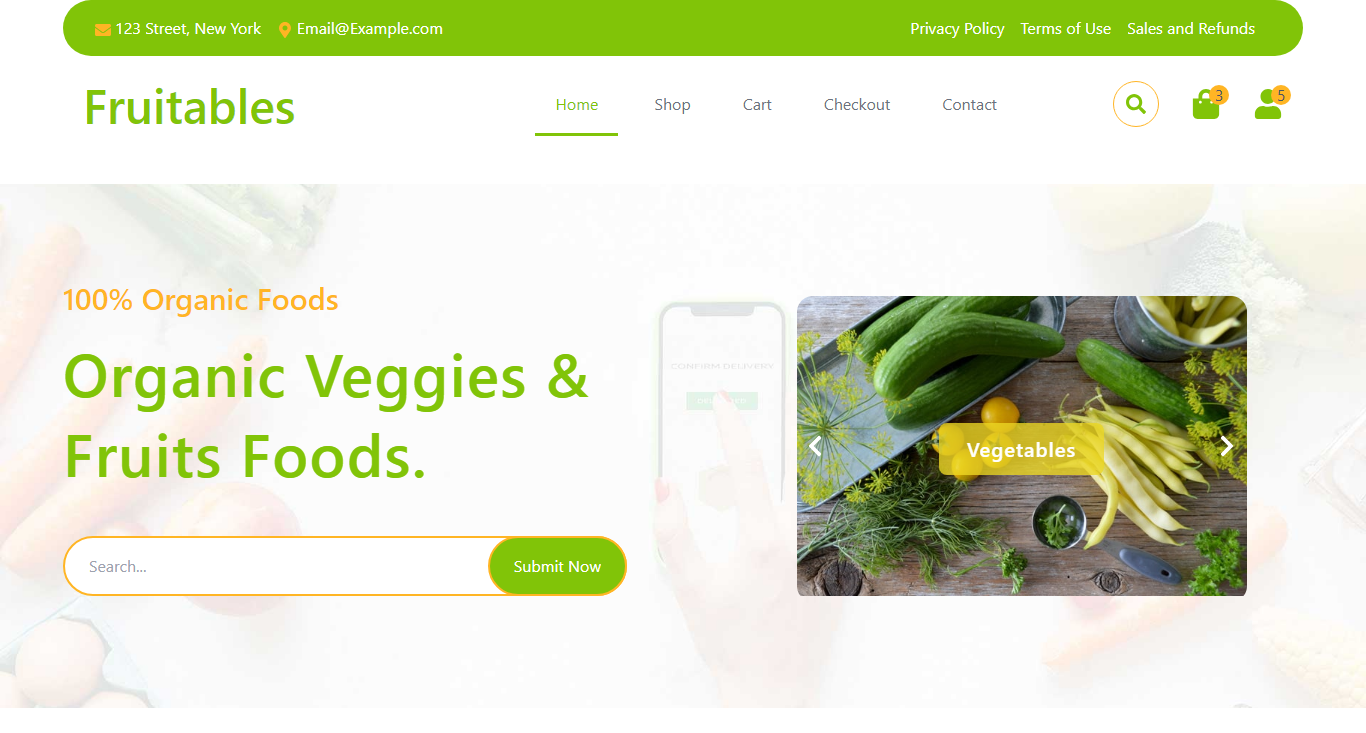 123 Street, New York Email@Example.com Privacy Policy Terms of Use Sales and Refunds
Fruitables Home Shop Cart Checkout Contact 3 5
100% Organic Foods
Organic Veggies &
Fruits Foods.
Search...
Submit Now
CONFIRM DELIVERY
Vegetables